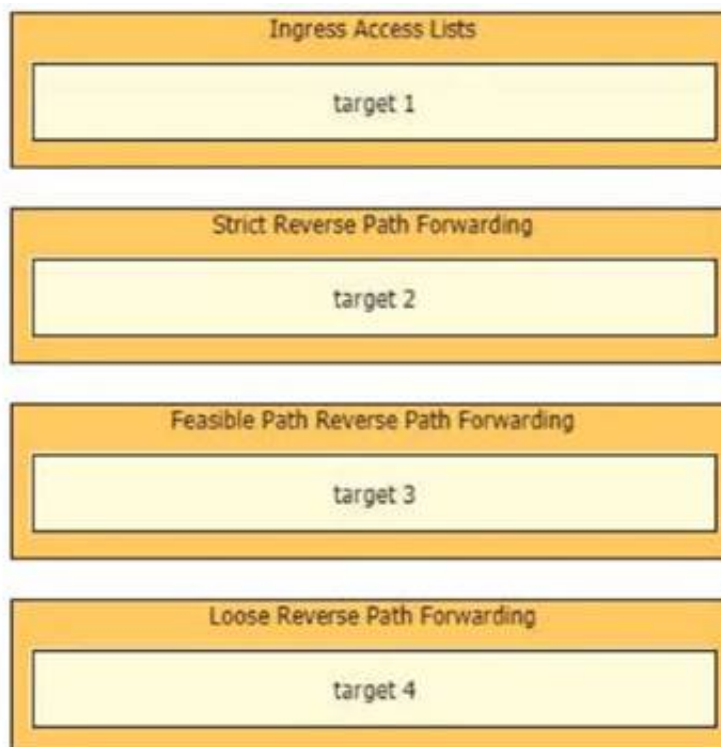 Ingress Access Lists
target 1
Strict Reverse Path Forwarding
target 2
Feasible Path Reverse Path Forwarding
target 3
Loose Reverse Path Forwarding
target 4